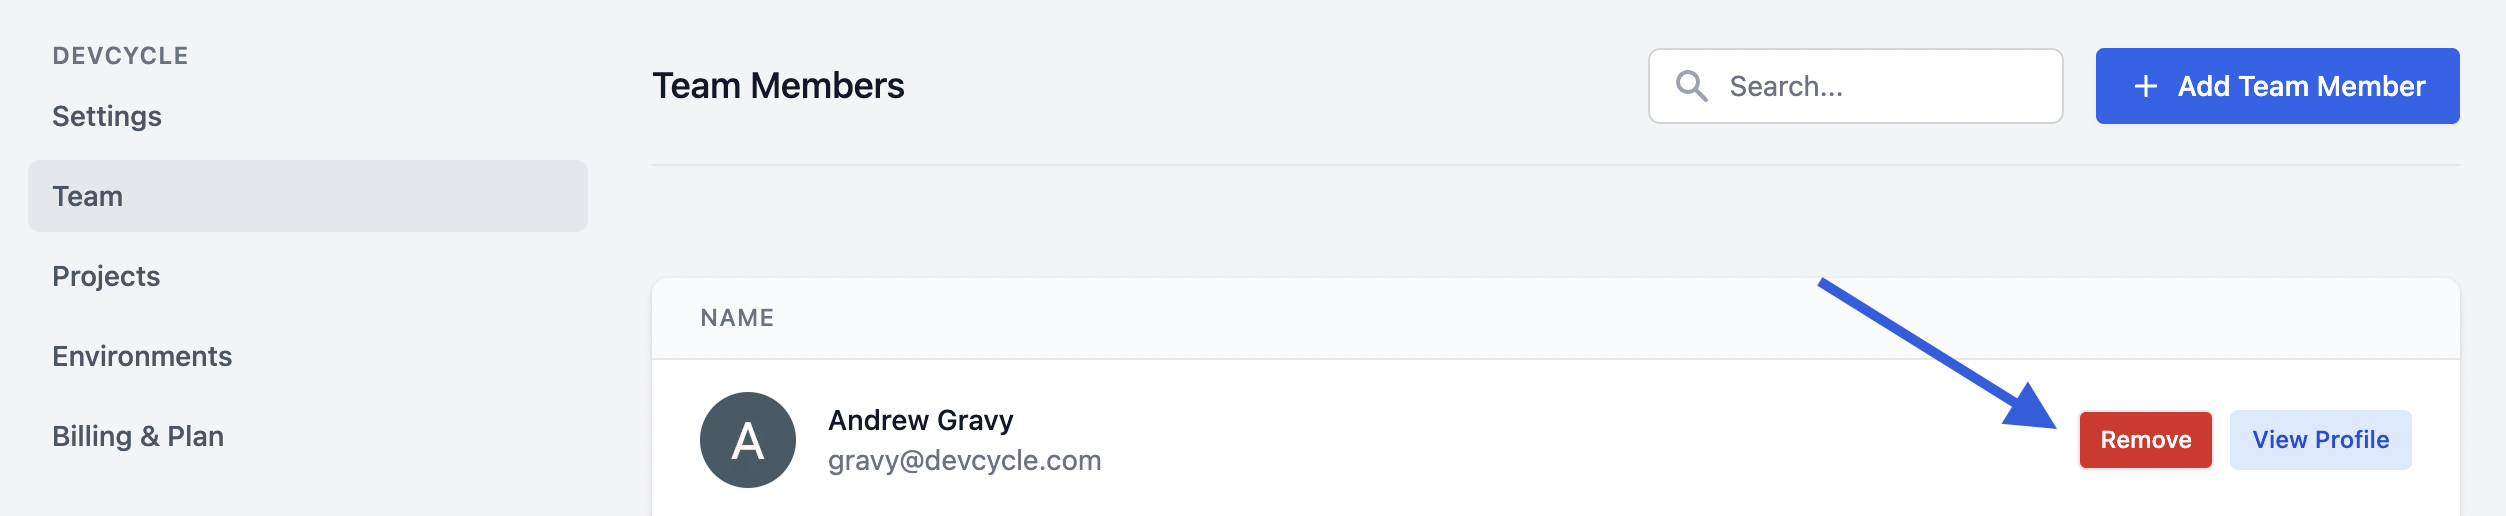 DEVCYCLE
Settings
Team
Projects
Environments
Billing & Plan
Team Members
Search...
+ Add Team Member
NAME
A
Andrew Gravy
gravy@devcycle.com
Remove
View Profile